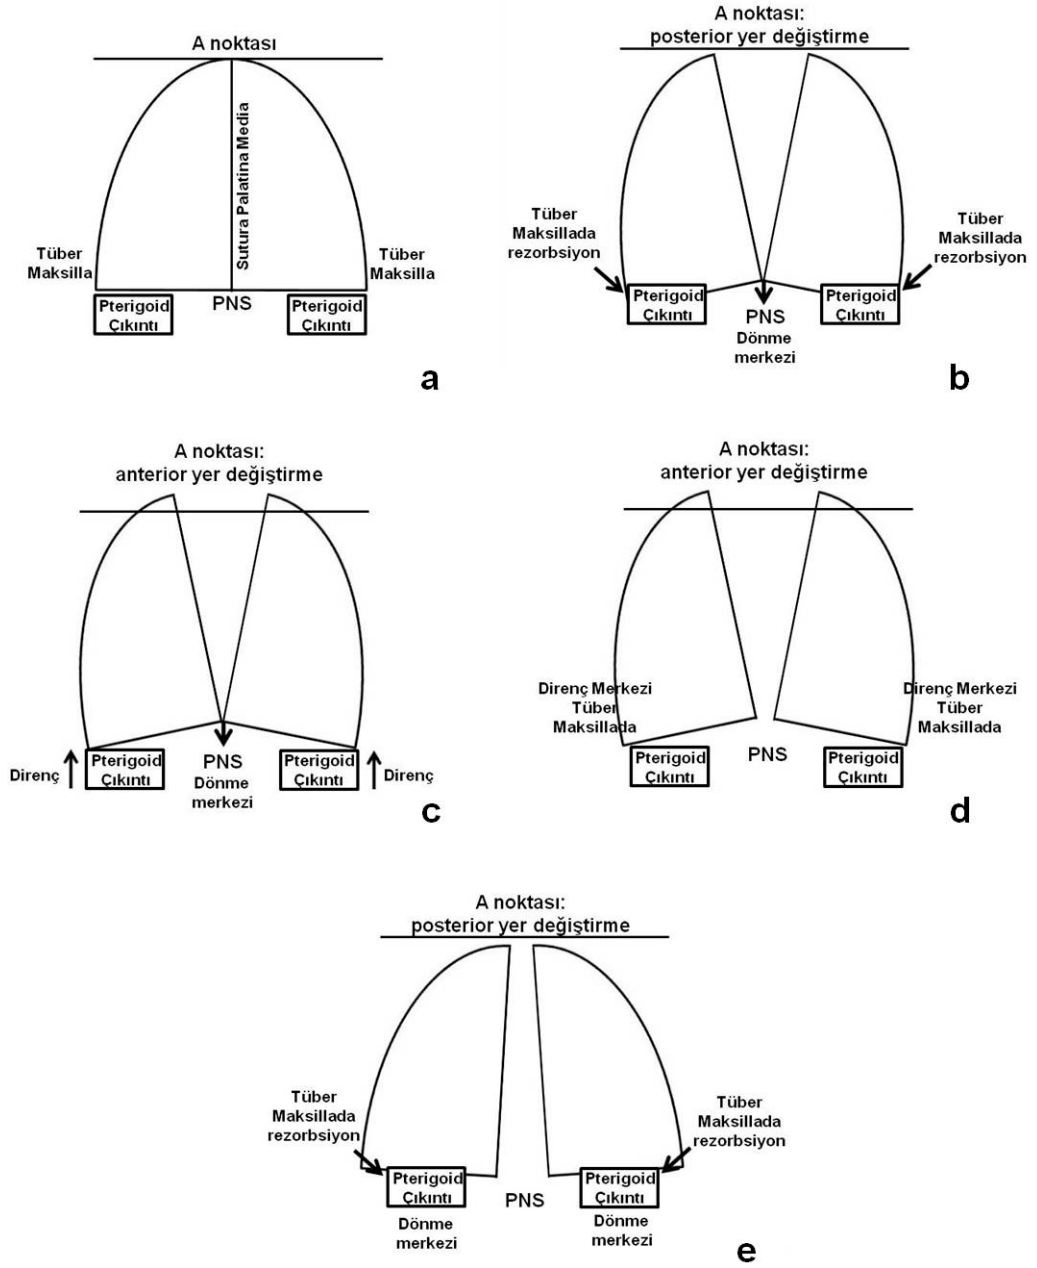 A noktası
Sutura Palatina Media
Tüber
Maksilla
Tüber
Maksilla
Pterigoid
Çıkıntı
PNS
Pterigoid
Çıkıntı
a
A noktası:
posterior yer değiştirme
Tüber
Maksillada
rezorbsiyon
Tüber
Maksillada
rezorbsiyon
Pterigoid
Çıkıntı
PNS
Dönme
merkezi
Pterigoid
Çıkıntı
b
A noktası:
anterior yer değiştirme
Direnç
Pterigoid
Çıkıntı
PNS
Dönme
merkezi
Pterigoid
Çıkıntı
Direnç
c
A noktası:
anterior yer değiştirme
Direnç Merkezi
Tüber
Maksillada
Direnç Merkezi
Tüber
Maksillada
Pterigoid
Çıkıntı
PNS
Pterigoid
Çıkıntı
d
A noktası:
posterior yer değiştirme
Tüber
Maksillada
rezorbsiyon
Tüber
Maksillada
rezorbsiyon
Pterigoid
Çıkıntı
Dönme
merkezi
PNS
Pterigoid
Çıkıntı
Dönme
merkezi
e